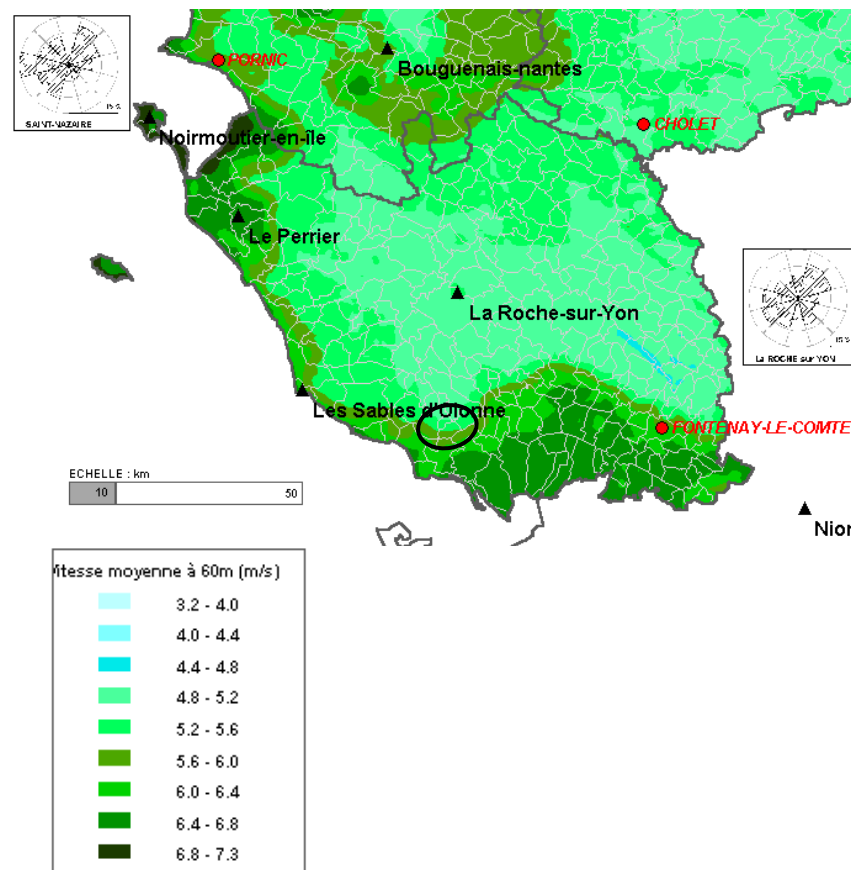 PORNIC
Bouguenais-nantes
15 %
SAINT-NAZAIRE
Noirmoutier-en-île
CHOLET
Le Perrier
La Roche-sur-Yon
15 %
La ROCHE sur YON
Les Sables d'Olonne
FONTENAY-LE-COMTE
ECHELLE : km
10 50
Nior
Vitesse moyenne à 60m (m/s)
3.2 - 4.0
4.0 - 4.4
4.4 - 4.8
4.8 - 5.2
5.2 - 5.6
5.6 - 6.0
6.0 - 6.4
6.4 - 6.8
6.8 - 7.3